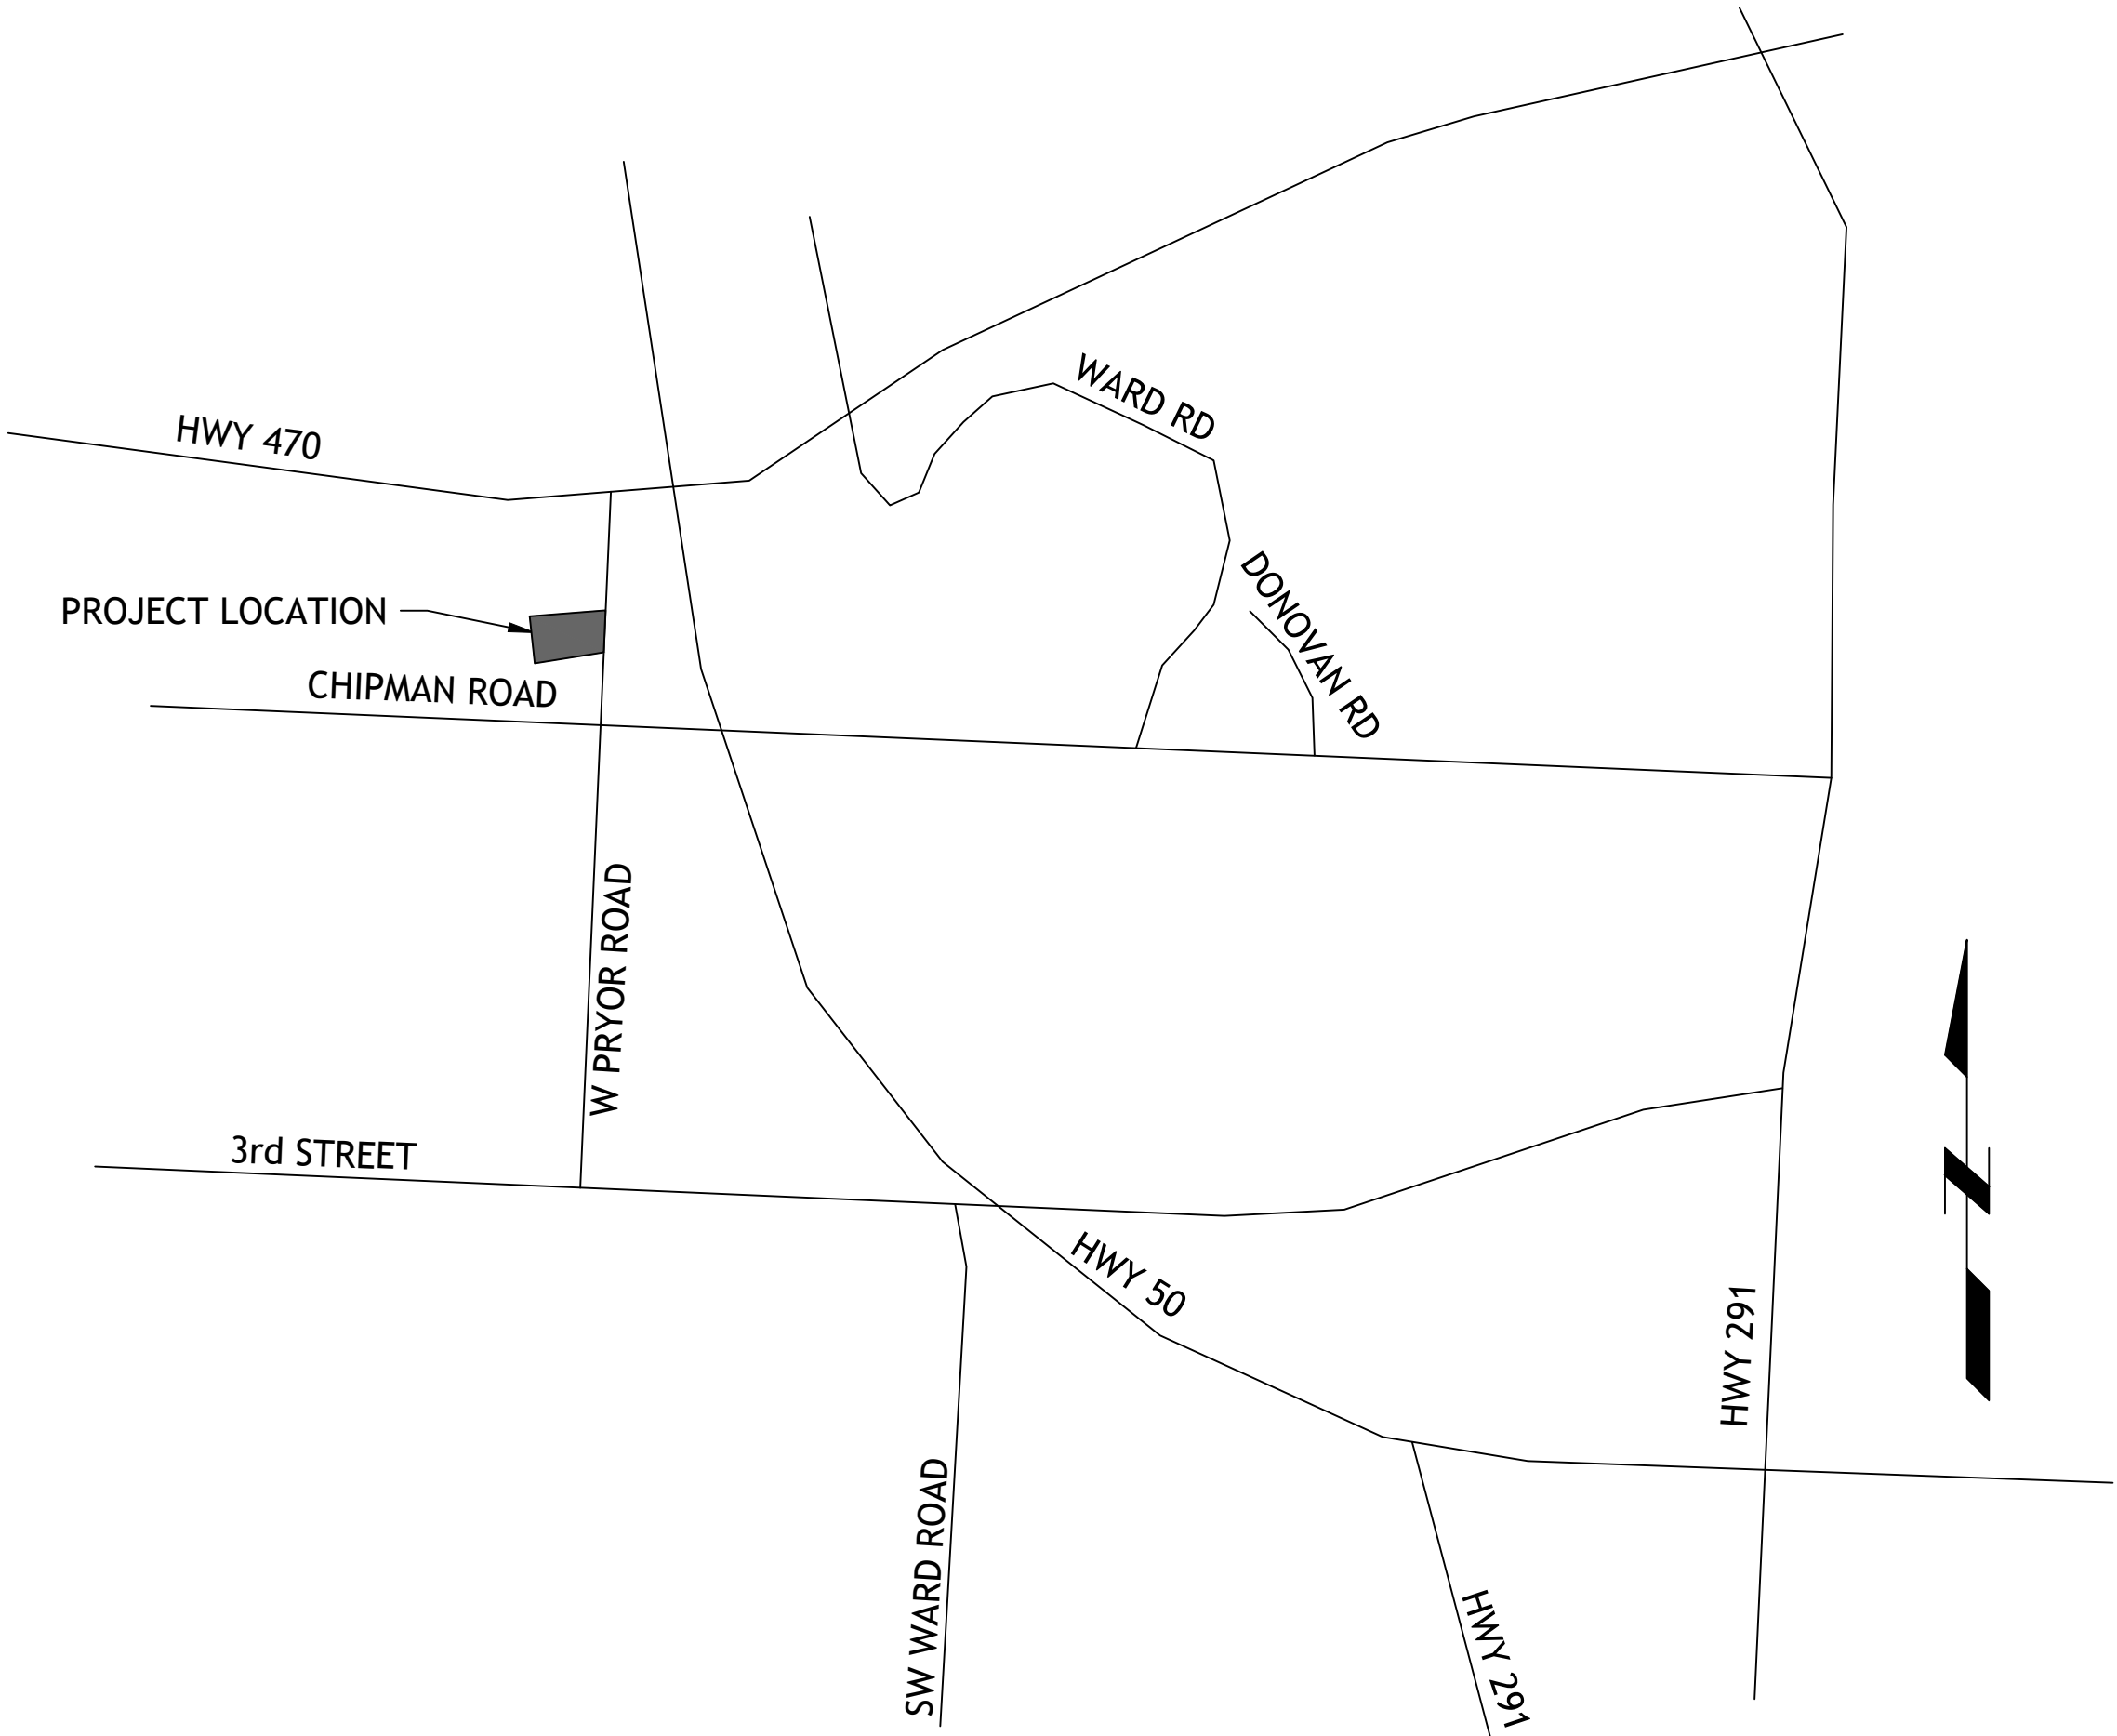 WARD RD
HWY 470
DONOVAN RD
PROJECT LOCATION
CHIPMAN ROAD
W PRYOR ROAD
3rd STREET
N
HWY 50
HWY 291
SW WARD ROAD
HWY 291